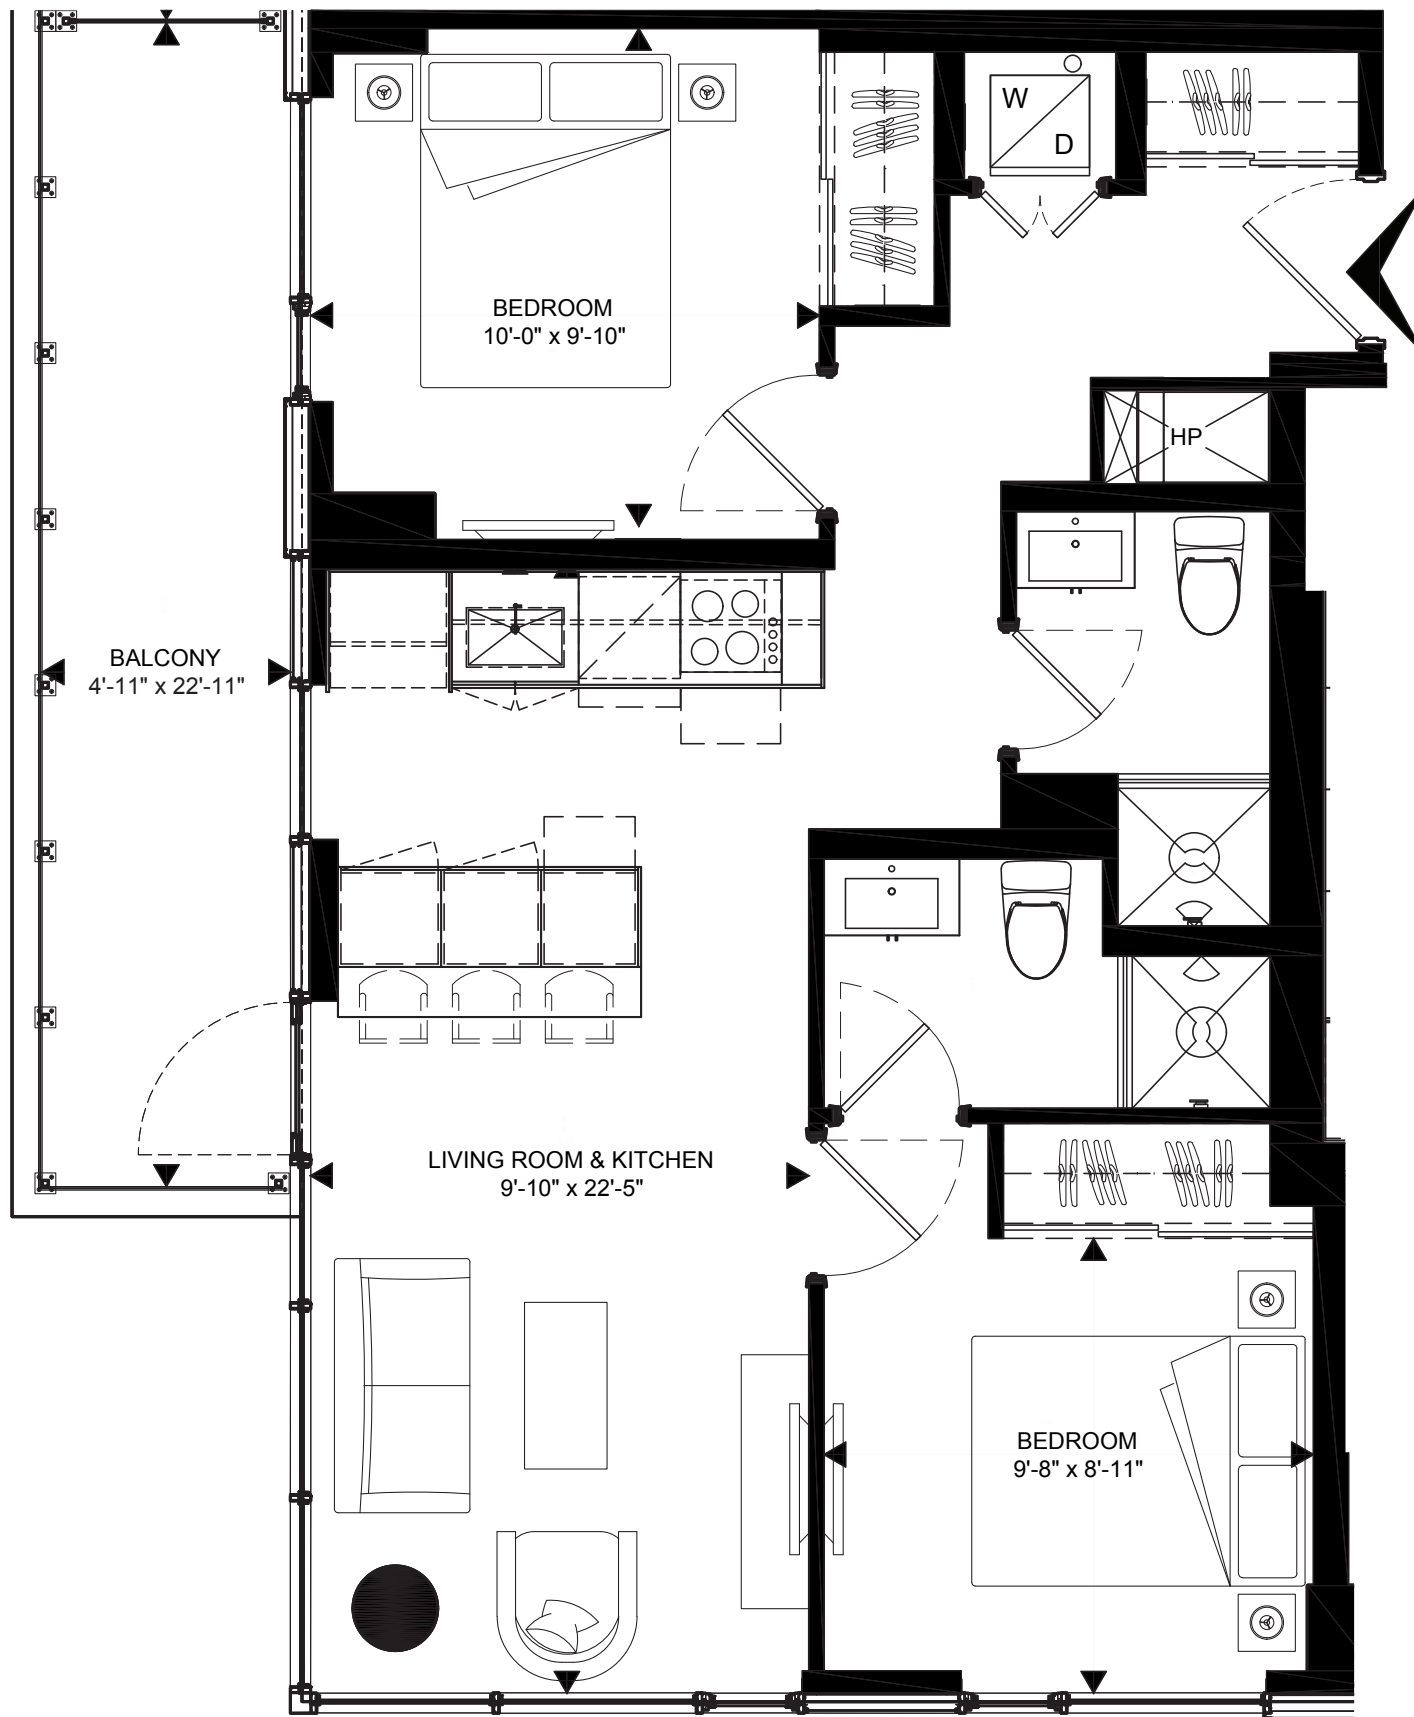 W
D
BEDROOM
10'-0" x 9'-10"
HP
BALCONY
4'-11" x 22'-11"
LIVING ROOM & KITCHEN
9'-10" x 22'-5"
BEDROOM
9'-8" x 8'-11"